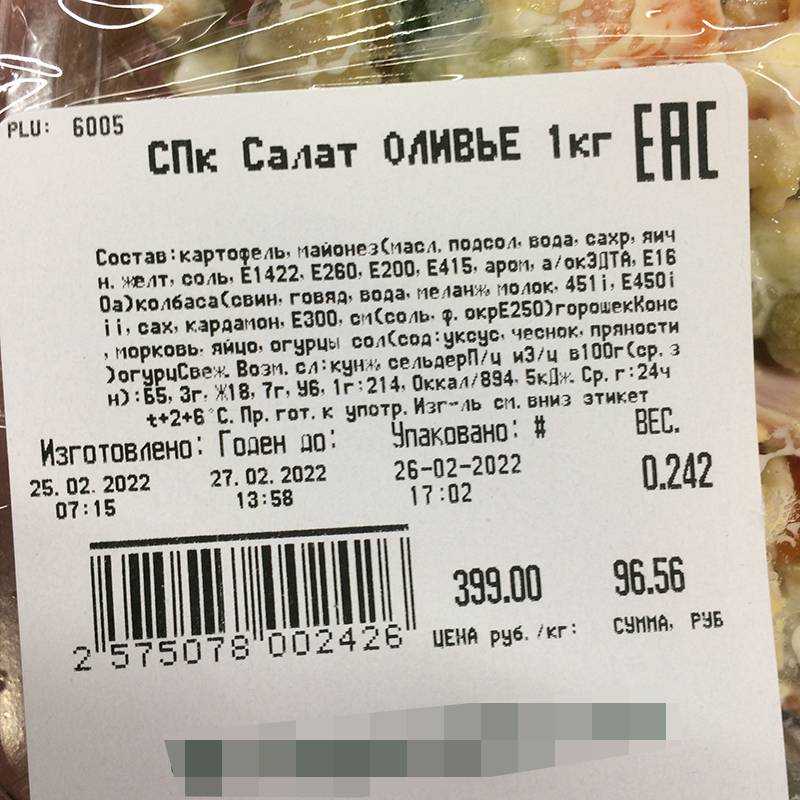 PLU: 6005
СПк Салат ОЛИВЬЕ 1кг
ЕАС
Состав:картофель, майонез(масл, подсол, вода, сахр, яич
н. желт, соль, Е1422, Е260, Е200, Е415, аром, а/окЭДТА, Е16
0а)колбаса(свин, говяд, вода, меланж, молок, 451i, Е450i
ii, сах, кардамон, Е300, см(соль, ф. окрЕ250)горошекКонс
, морковь, яйцо, огурцы сол(сод:уксус, чеснок, пряности
)огурцСвеж. Возм. сл:кунж, сельдерП/ц иЭ/ц в100г(ср. з
н):Б5, 3г, Ж18, 7г, У6, 1г:214, 0ккал/894, 5кДж. Ср. г:24ч
t+2+6°С. Пр. гот. к употр. Изг-ль см. вниз этикет
Изготовлено: Годен до: Упаковано: # ВЕС.
25. 02. 2022 27. 02. 2022 26-02-2022 0.242
07:15 13:58 17:02
399.00 96.56
ЦЕНА руб. /кг: СУММА, РУБ
2 575078 002426